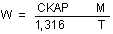 W = CKAP M
1,316 T